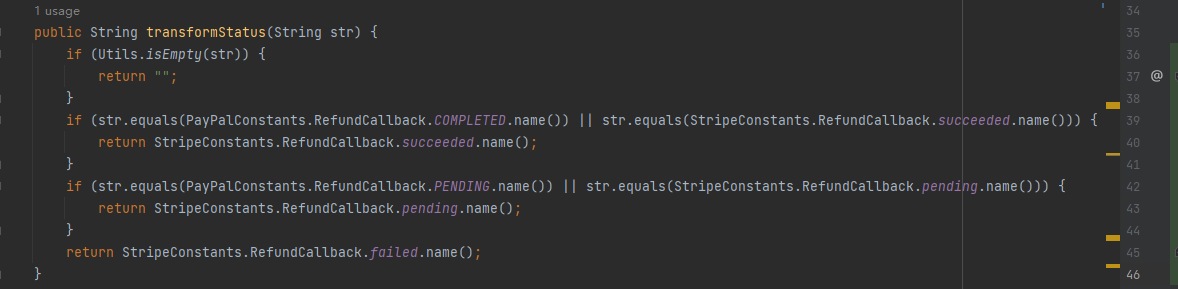 1 usage
public String transformStatus(String str) {
if (Utils.isEmpty(str)) {
return "";
}
if (str.equals(PayPalConstants.RefundCallback.COMPLETED.name()) || str.equals(StripeConstants.RefundCallback.succeeded.name())) {
return StripeConstants.RefundCallback.succeeded.name();
}
if (str.equals(PayPalConstants.RefundCallback.PENDING.name()) || str.equals(StripeConstants.RefundCallback.pending.name())) {
return StripeConstants.RefundCallback.pending.name();
}
return StripeConstants.RefundCallback.failed.name();
}
34
35
36
37 @
38
39
40
41
42
43
44
45
46